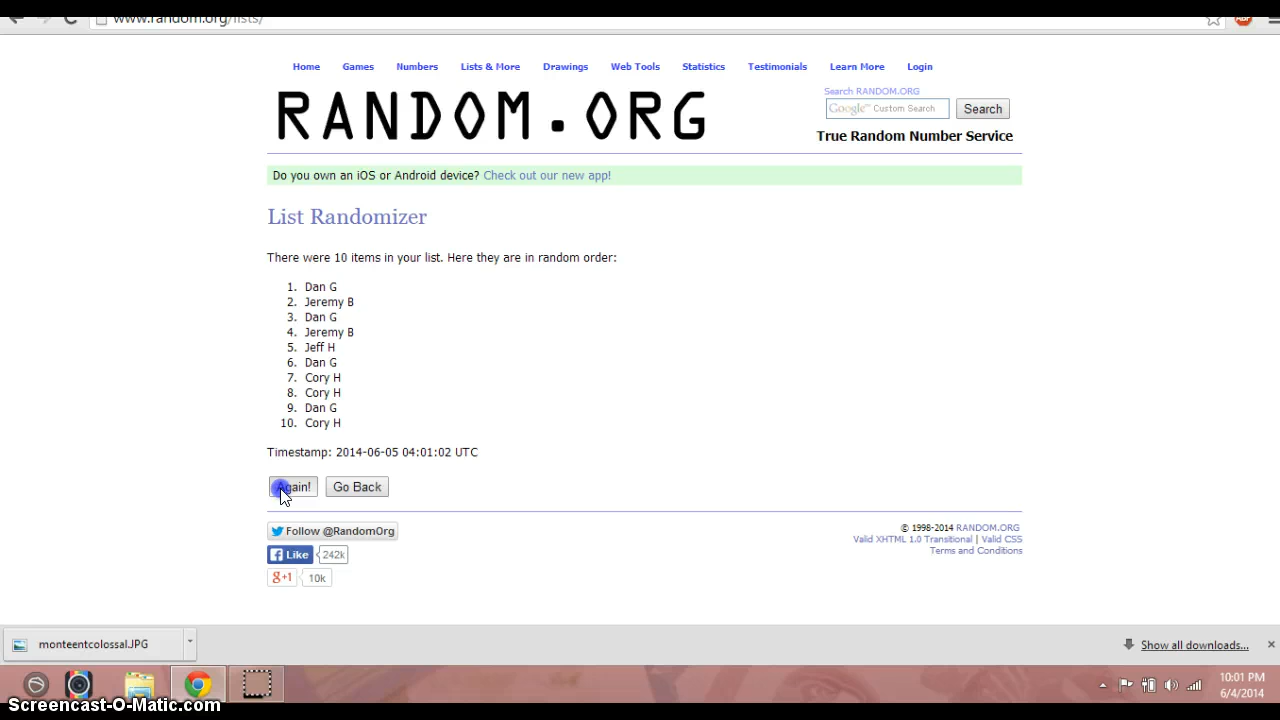 www.random.org/lists/
ABP
Home Games Numbers Lists & More Drawings Web Tools Statistics Testimonials Learn More Login
RANDOM.ORG
Search RANDOM.ORG
Google™ Custom Search Search
True Random Number Service
Do you own an iOS or Android device? Check out our new app!
List Randomizer
There were 10 items in your list. Here they are in random order:
1. Dan G
2. Jeremy B
3. Dan G
4. Jeremy B
5. Jeff H
6. Dan G
7. Cory H
8. Cory H
9. Dan G
10. Cory H
Timestamp: 2014-06-05 04:01:02 UTC
Again! Go Back
Follow @RandomOrg
Like 242k
g+1 10k
© 1998-2014 RANDOM.ORG
Valid XHTML 1.0 Transitional | Valid CSS
Terms and Conditions
monteentcolossal.JPG
Show all downloads...
10:01 PM
6/4/2014
Screencast-O-Matic.com